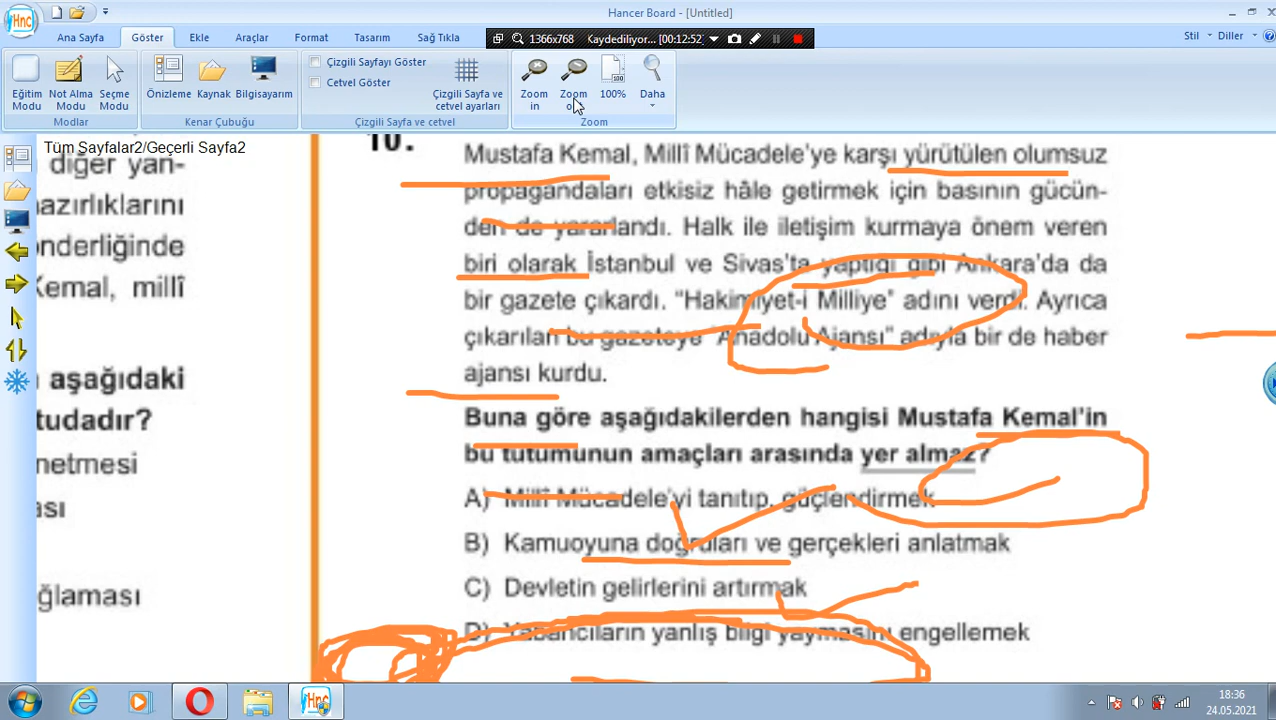 Hancer Board - [Untitled]
Ana Sayfa Göster Ekle Araçlar Format Tasarım Sağ Tıkla
1366x768 Kaydediliyor... [00:12:52]
Stil Diller
Eğitim Modu
Not Alma Modu
Seçme Modu
Modlar
Önizleme Kaynak Bilgisayarım
Kenar Çubuğu
Çizgili Sayfayı Göster
Cetvel Göster
Çizgili Sayfa ve cetvel ayarları
Çizgili Sayfa ve cetvel
Zoom in
Zoom
100%
Daha
Zoom
Tüm Sayfalar2/Geçerli Sayfa2
diğer yan-
azırlıklarını
nderliğinde
Kemal, millî
aşağıdaki
tudadır?
netmesi
ası
ğlaması
10.
Mustafa Kemal, Millî Mücadele'ye karşı yürütülen olumsuz
propagandaları etkisiz hâle getirmek için basının gücün-
den de yararlandı. Halk ile iletişim kurmaya önem veren
biri olarak İstanbul ve Sivas'ta yaptığı gibi Ankara'da da
bir gazete çıkardı. "Hakimiyet-i Milliye" adını verdi. Ayrıca
çıkarılan bu gazeteye "Anadolu Ajansı" adıyla bir de haber
ajansı kurdu.
Buna göre aşağıdakilerden hangisi Mustafa Kemal'in
bu tutumunun amaçları arasında yer almaz?
A) Millî Mücadele'yi tanıtıp, güçlendirmek
B) Kamuoyuna doğruları ve gerçekleri anlatmak
C) Devletin gelirlerini artırmak
D) Yabancıların yanlış bilgi yaymasını engellemek
18:36
24.05.2021